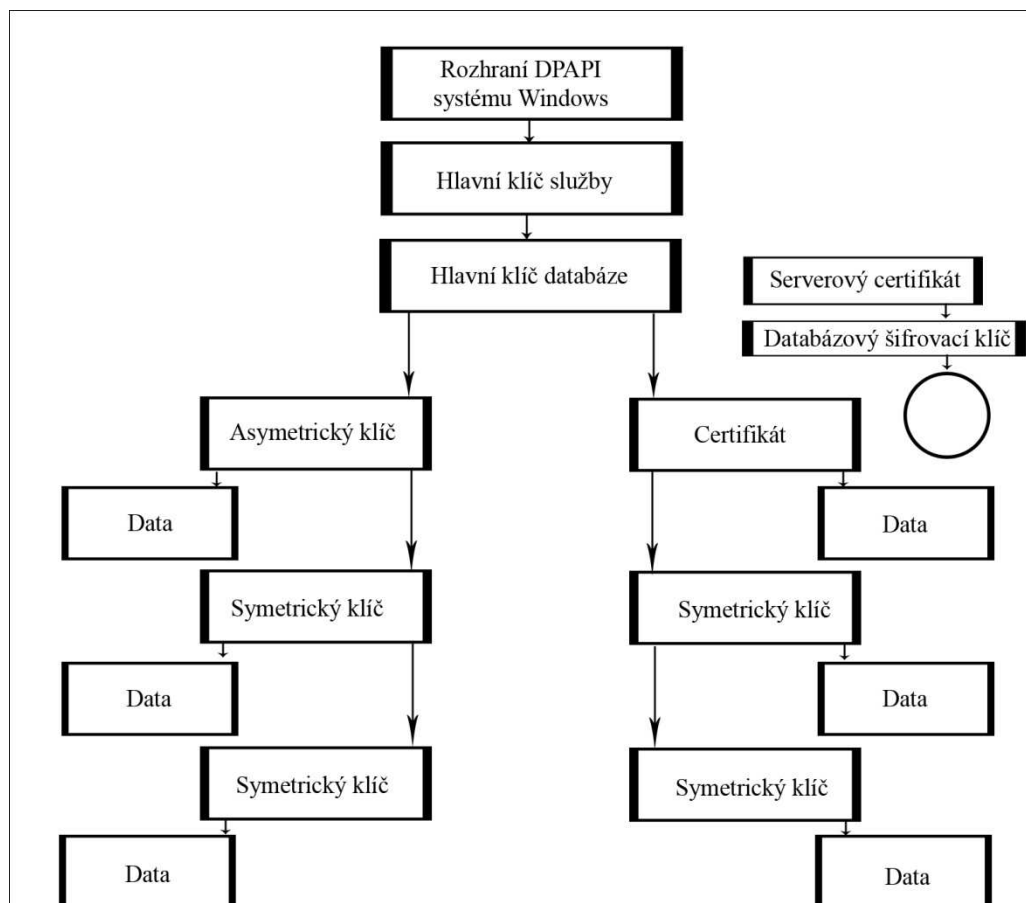 Rozhraní DPAPI
systému Windows
Hlavní klíč služby
Hlavní klíč databáze
Serverový certifikát
Databázový šifrovací klíč
Asymetrický klíč
Certifikát
Data
Data
Symetrický klíč
Symetrický klíč
Data
Data
Symetrický klíč
Symetrický klíč
Data
Data